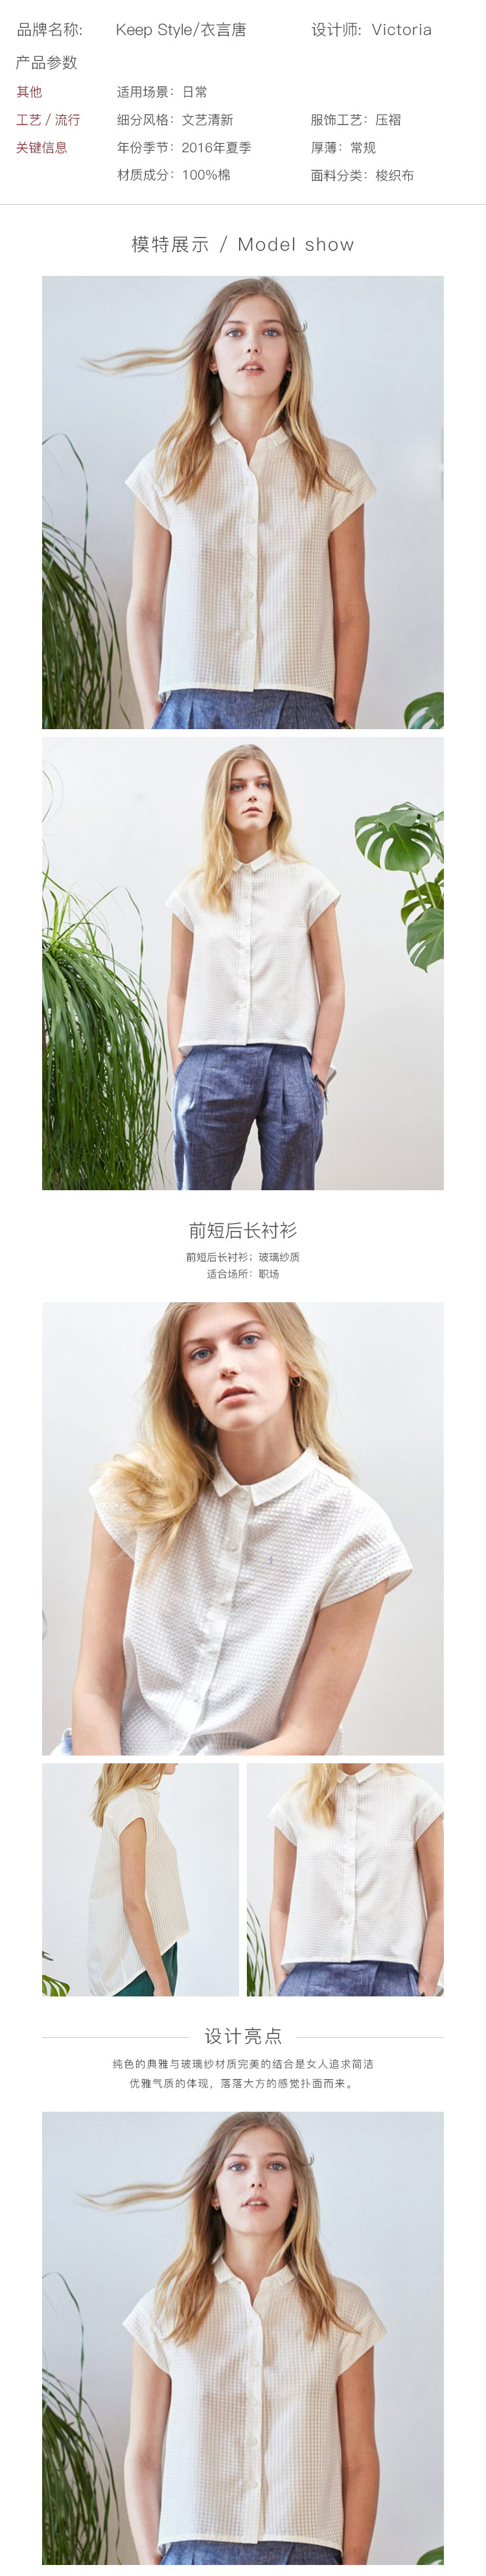 品牌名称: Keep Style/衣言唐 设计师: Victoria
产品参数
其他 适用场景：日常
工艺 / 流行 细分风格：文艺清新 服饰工艺：压褶
关键信息 年份季节：2016年夏季 厚薄：常规
材质成分：100%棉 面料分类：梭织布
模特展示 / Model show
前短后长衬衫
前短后长衬衫；玻璃纱质
适合场所：职场
设计亮点
纯色的典雅与玻璃纱材质完美的结合是女人追求简洁
优雅气质的体现，落落大方的感觉扑面而来。